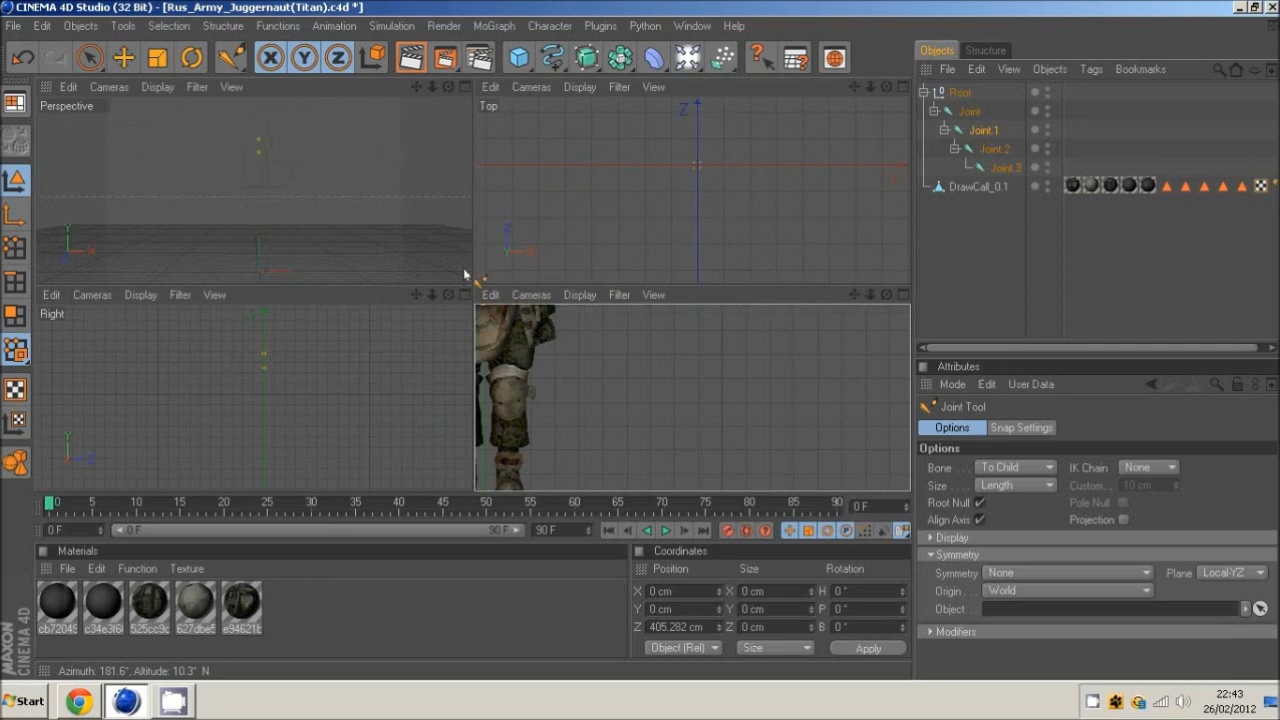 CINEMA 4D Studio (32 Bit) - [Rus_Army_Juggernaut(Titan).c4d *]
File Edit Objects Tools Selection Structure Functions Animation Simulation Render MoGraph Character Plugins Python Window Help
Objects Structure
File Edit View Objects Tags Bookmarks
Edit Cameras Display Filter View
Edit Cameras Display Filter View
Perspective
Top
Z
Root
Joint
Joint.1
Joint.2
Joint.3
DrawCall_0.1
Y X
Edit Cameras Display Filter View
Edit Cameras Display Filter View
Right
Y
Z
Attributes
Mode Edit User Data
Joint Tool
Options Snap Settings
Options
Bone To Child IK Chain None
Size Length Custom 10 cm
Root Null Pole Null
Align Axis Projection
Display
Symmetry
Symmetry None Plane Local-YZ
Origin World
Object
Modifiers
0 5 10 15 20 25 30 35 40 45 50 55 60 65 70 75 80 85 90 0 F
0 F 0 F 90 F 90 F
Materials
File Edit Function Texture
cb72049 c34e3f6 525cc9c 627dbe5 e94621b
Coordinates
Position Size Rotation
X 0 cm X 0 cm H 0 °
Y 0 cm Y 0 cm P 0 °
Z 405.282 cm Z 0 cm B 0 °
Object (Rel) Size Apply
MAXON CINEMA 4D
Azimuth: 181.6°, Altitude: 10.3° N
Start
22:43
26/02/2012